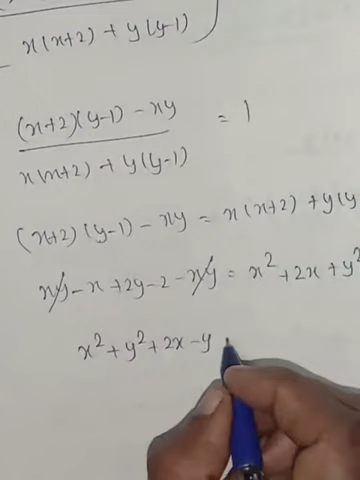 x(x+2) + y(y-1)
(x+2)(y-1) - xy = 1
x(x+2) + y(y-1)
(x+2)(y-1) - xy = x(x+2) + y(y
xy - x + 2y - 2 - xy = x² + 2x + y²
x² + y² + 2x - y